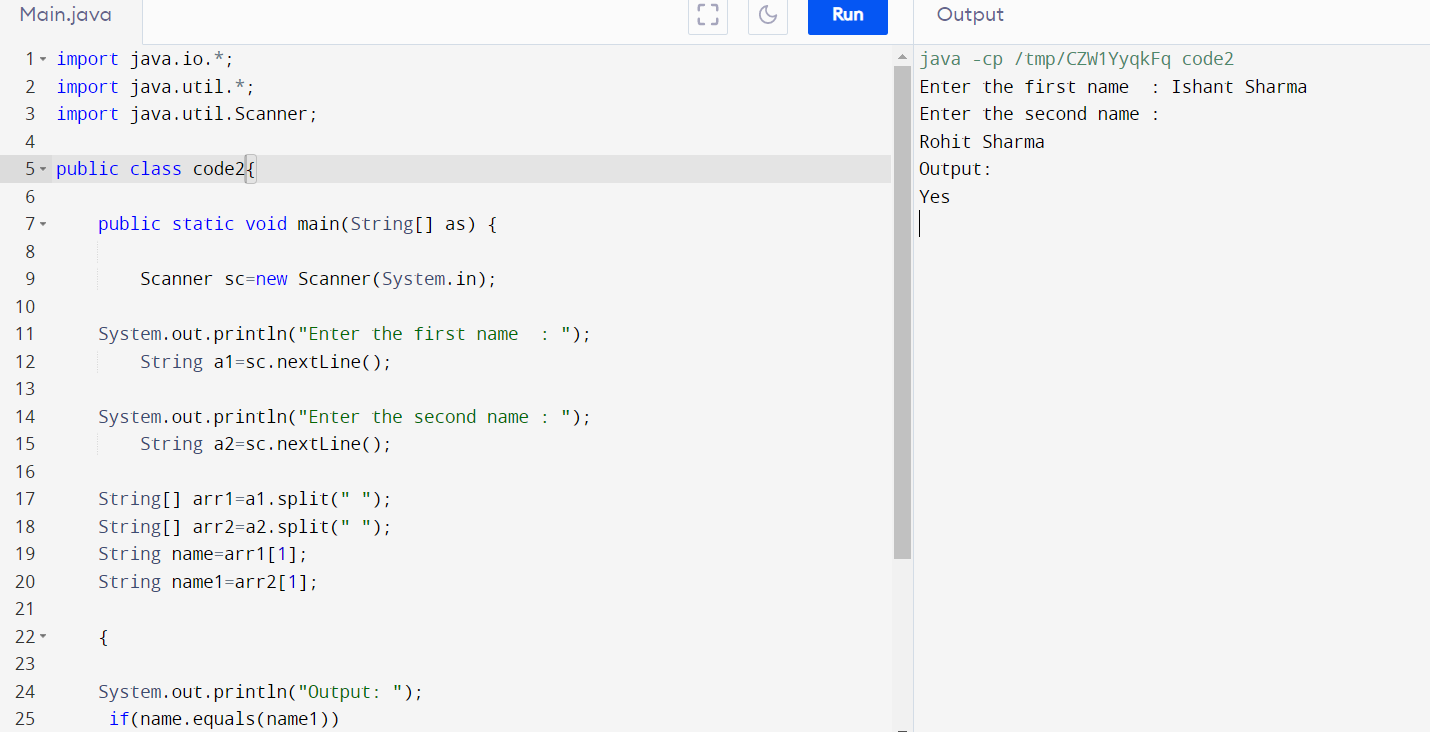 Main.java
Run
Output
1 import java.io.*;
2 import java.util.*;
3 import java.util.Scanner;
4
5 public class code2{
6
7     public static void main(String[] as) {
8
9         Scanner sc=new Scanner(System.in);
10
11     System.out.println("Enter the first name  : ");
12         String a1=sc.nextLine();
13
14     System.out.println("Enter the second name : ");
15         String a2=sc.nextLine();
16
17     String[] arr1=a1.split(" ");
18     String[] arr2=a2.split(" ");
19     String name=arr1[1];
20     String name1=arr2[1];
21
22     {
23
24     System.out.println("Output: ");
25      if(name.equals(name1))
java -cp /tmp/CZW1YyqkFq code2
Enter the first name  : Ishant Sharma
Enter the second name :
Rohit Sharma
Output:
Yes